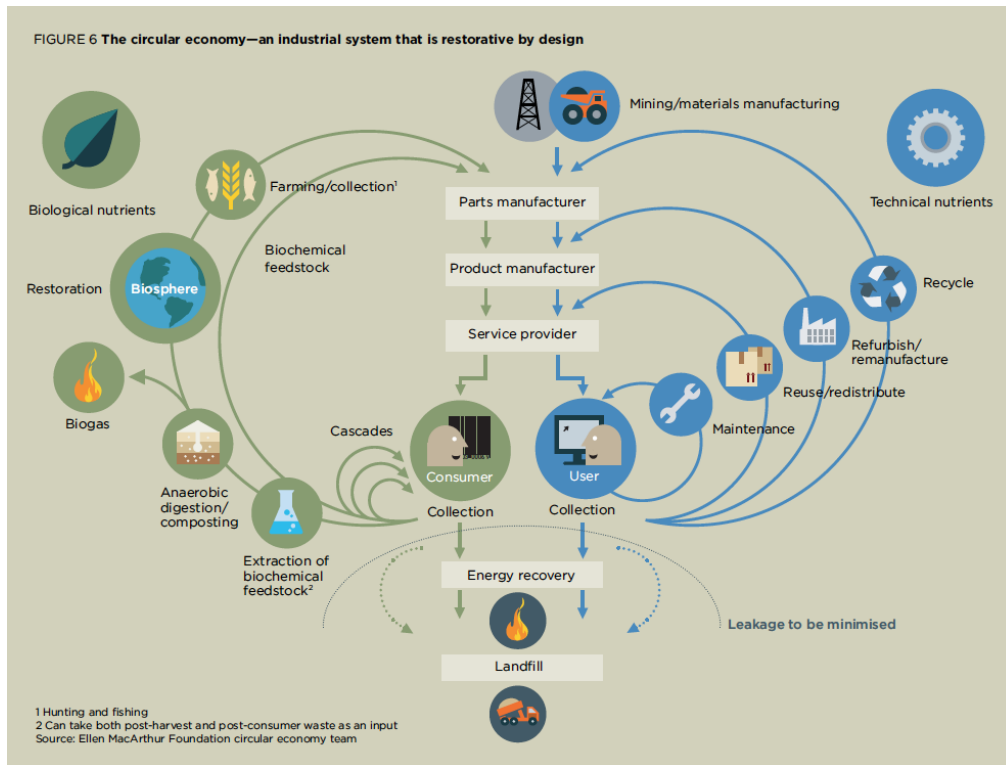 FIGURE 6 The circular economy—an industrial system that is restorative by design
Mining/materials manufacturing
Biological nutrients
Farming/collection¹
Technical nutrients
Parts manufacturer
Biochemical
feedstock
Product manufacturer
Restoration
Biosphere
Recycle
Service provider
Refurbish/
remanufacture
Reuse/redistribute
Biogas
Maintenance
Cascades
Consumer
User
Collection
Collection
Anaerobic
digestion/
composting
Extraction of
biochemical
feedstock²
Energy recovery
Leakage to be minimised
Landfill
1 Hunting and fishing
2 Can take both post-harvest and post-consumer waste as an input
Source: Ellen MacArthur Foundation circular economy team